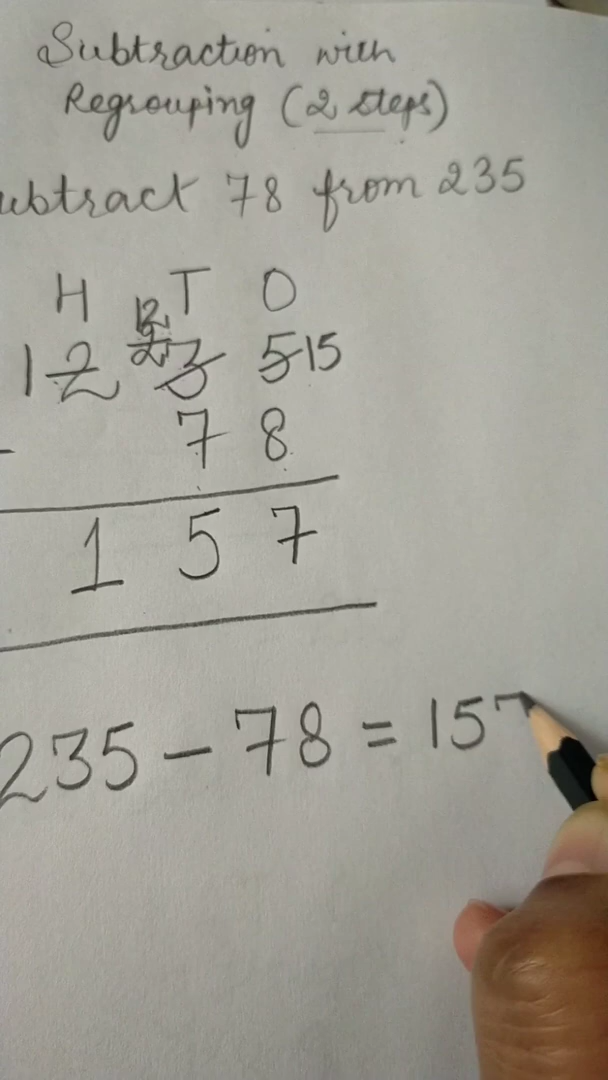 Subtraction with
Regrouping (2 steps)
ubtract 78 from 235
H T O
12
1 2 2 3 5 15
- 7 8
1 5 7
235 - 78 = 157